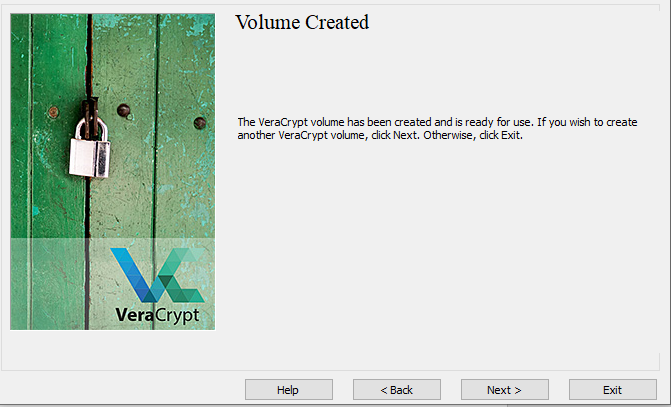 Volume Created
The VeraCrypt volume has been created and is ready for use. If you wish to create
another VeraCrypt volume, click Next. Otherwise, click Exit.
VeraCrypt
Help
< Back
Next >
Exit